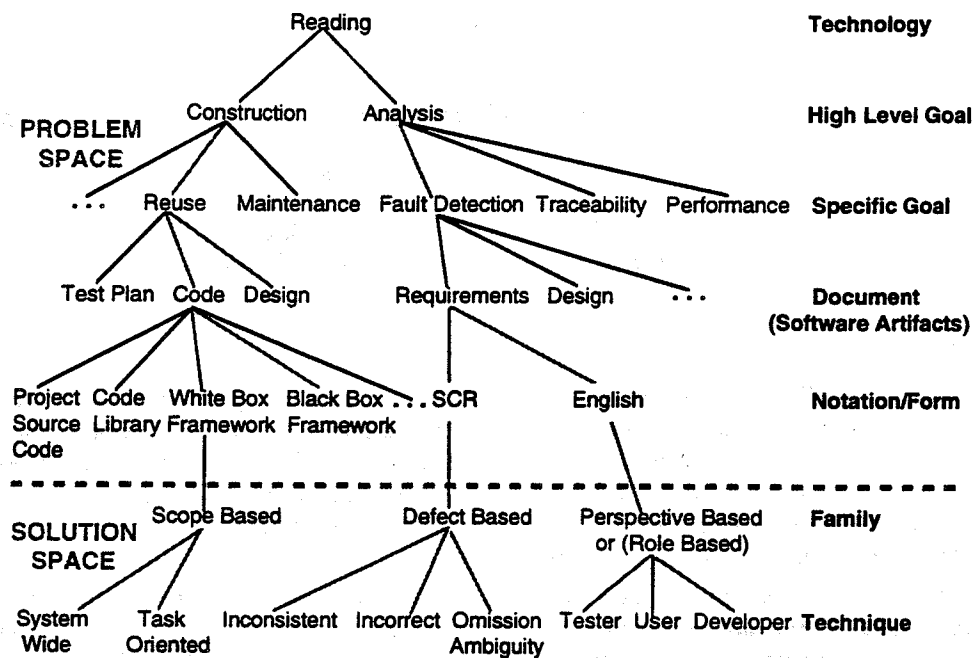 Reading Technology
Construction Analysis High Level Goal
PROBLEM
SPACE
... Reuse Maintenance Fault Detection Traceability Performance Specific Goal
Test Plan Code Design Requirements Design ... Document
(Software Artifacts)
Project Code White Box Black Box ... SCR English Notation/Form
Source Library Framework Framework
Code
Scope Based Defect Based Perspective Based Family
or (Role Based)
SOLUTION
SPACE
System Task Inconsistent Incorrect Omission Tester User Developer Technique
Wide Oriented Ambiguity